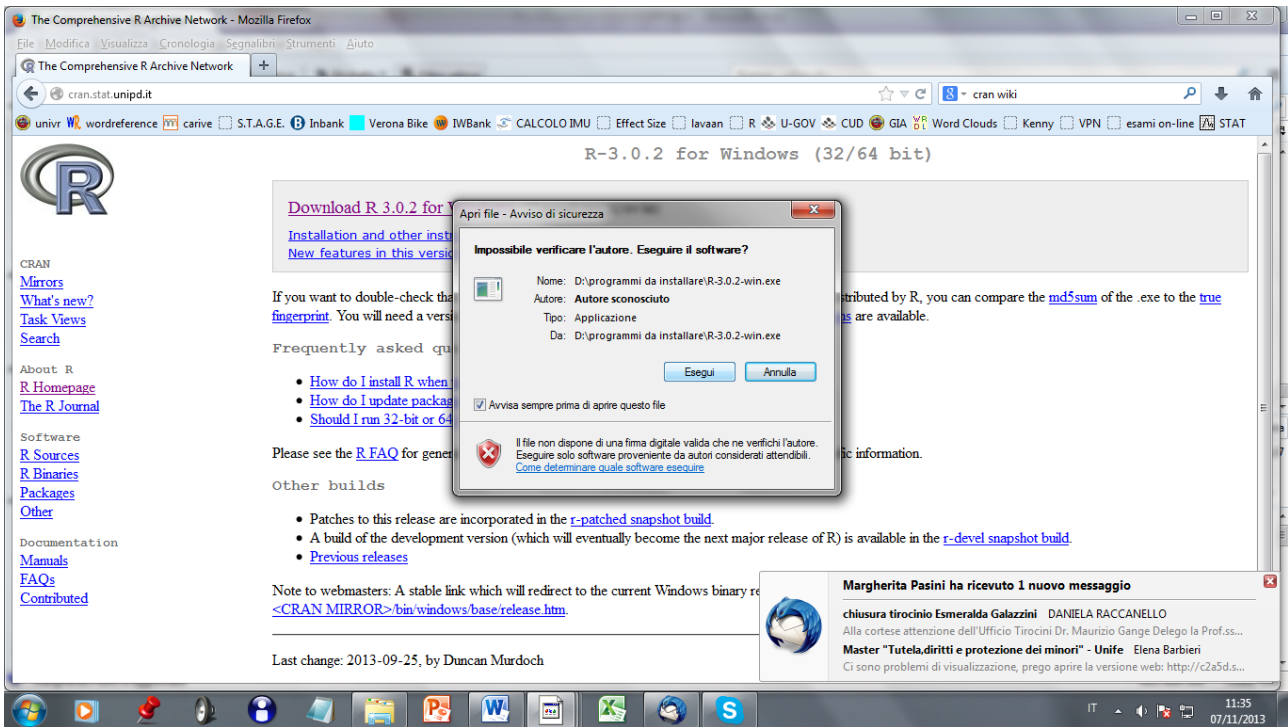 The Comprehensive R Archive Network - Mozilla Firefox
File Modifica Visualizza Cronologia Segnalibri Strumenti Aiuto
The Comprehensive R Archive Network +
cran.stat.unipd.it
cran wiki
univr wordreference carive S.T.A.G.E. Inbank Verona Bike IWBank CALCOLO IMU Effect Size lavaan R U-GOV CUD GIA Word Clouds Kenny VPN esami on-line STAT
R
CRAN
Mirrors
What's new?
Task Views
Search
About R
R Homepage
The R Journal
Software
R Sources
R Binaries
Packages
Other
Documentation
Manuals
FAQs
Contributed
R-3.0.2 for Windows (32/64 bit)
Download R 3.0.2 for
Installation and other
New features in this
If you want to double-check
distributed by R, you can compare the md5sum of the .exe to the true
fingerprint. You will need a
are available.
Frequently asked
How do I install R when
How do I update
Should I run 32-bit or
Please see the R FAQ for
information.
Other builds
Patches to this release are incorporated in the r-patched snapshot build.
A build of the development version (which will eventually become the next major release of R) is available in the r-devel snapshot build.
Previous releases
Note to webmasters: A stable link which will redirect to the current Windows binary
<CRAN MIRROR>/bin/windows/base/release.htm.
Last change: 2013-09-25, by Duncan Murdoch
Apri file - Avviso di sicurezza
Impossibile verificare l'autore. Eseguire il software?
Nome: D:\programmi da installare\R-3.0.2-win.exe
Autore: Autore sconosciuto
Tipo: Applicazione
Da: D:\programmi da installare\R-3.0.2-win.exe
Esegui Annulla
Avvisa sempre prima di aprire questo file
Il file non dispone di una firma digitale valida che ne verifichi l'autore.
Eseguire solo software proveniente da autori considerati attendibili.
Come determinare quale software eseguire
Margherita Pasini ha ricevuto 1 nuovo messaggio
chiusura tirocinio Esmeralda Galazzini DANIELA RACCANELLO
Alla cortese attenzione dell'Ufficio Tirocini Dr. Maurizio Gange Delego la Prof.ss...
Master "Tutela,diritti e protezione dei minori" - Unife Elena Barbieri
Ci sono problemi di visualizzazione, prego aprire la versione web: http://c2a5d.s...
IT
11:35
07/11/2013